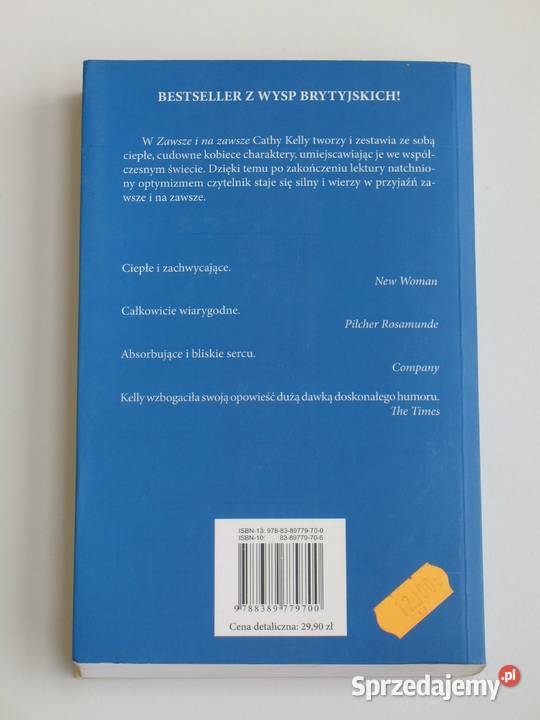 BESTSELLER Z WYSP BRYTYJSKICH!
W Zawsze i na zawsze Cathy Kelly tworzy i zestawia ze sobą
ciepłe, cudowne kobiece charaktery, umiejscawiając je we współ-
czesnym świecie. Dzięki temu po zakończeniu lektury natchnio-
ny optymizmem czytelnik staje się silny i wierzy w przyjaźń za-
wsze i na zawsze.
Ciepłe i zachwycające.
New Woman
Całkowicie wiarygodne.
Pilcher Rosamunde
Absorbujące i bliskie sercu.
Company
Kelly wzbogaciła swoją opowieść dużą dawką doskonałego humoru.
The Times
ISBN-13: 978-83-89779-70-0
ISBN-10: 83-89779-70-6
9 788389 779700
Cena detaliczna: 29,90 zł
Sprzedajemy.pl